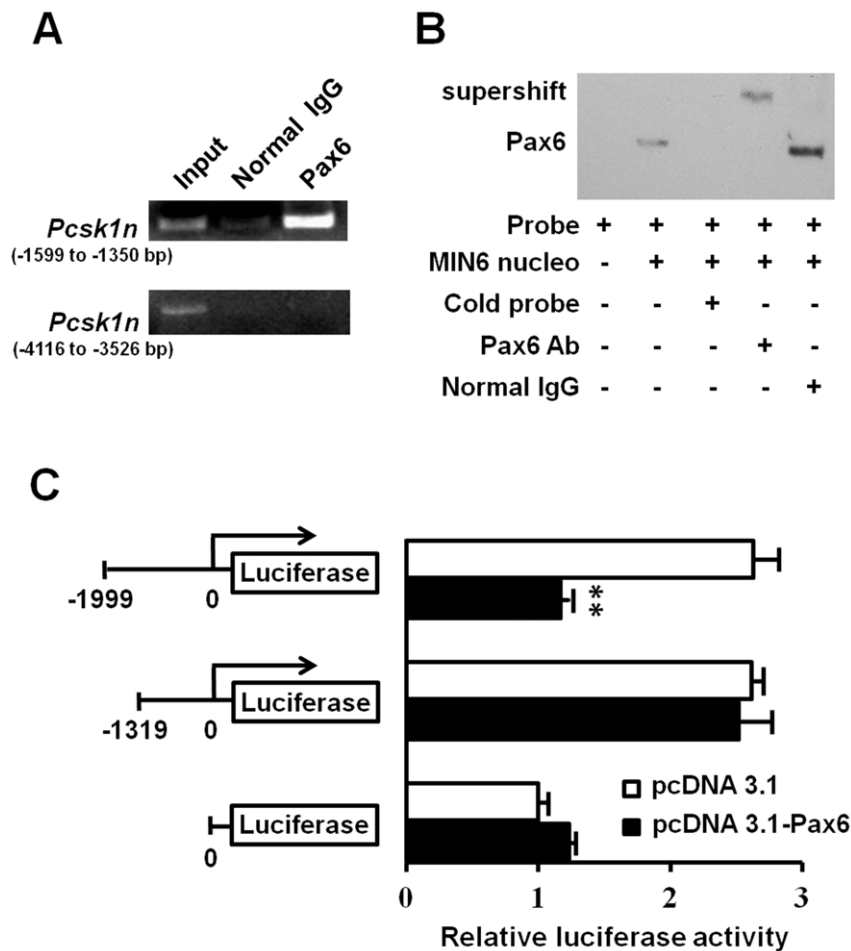 A
Input
Normal IgG
Pax6
Pcsk1n
(-1599 to -1350 bp)
Pcsk1n
(-4116 to -3526 bp)
B
supershift
Pax6
Probe + + + + +
MIN6 nucleo - + + + +
Cold probe - - + - -
Pax6 Ab - - - + -
Normal IgG - - - - +
C
Luciferase
-1999 0
**
Luciferase
-1319 0
Luciferase
0
pcDNA 3.1
pcDNA 3.1-Pax6
0 1 2 3
Relative luciferase activity